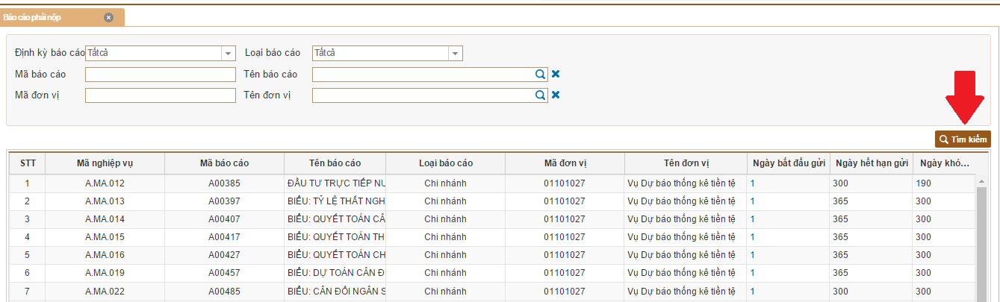 Báo cáo phải nộp
Định kỳ báo cáo Tất cả Loại báo cáo Tất cả
Mã báo cáo Tên báo cáo
Mã đơn vị Tên đơn vị
Tìm kiếm
STT Mã nghiệp vụ Mã báo cáo Tên báo cáo Loại báo cáo Mã đơn vị Tên đơn vị Ngày bắt đầu gửi Ngày hết hạn gửi Ngày khó...
1 A.MA.012 A00385 ĐẦU TƯ TRỰC TIẾP NƯ Chi nhánh 01101027 Vụ Dự báo thống kê tiền tệ 1 300 190
2 A.MA.013 A00397 BIỂU: TỶ LỆ THẤT NGH Chi nhánh 01101027 Vụ Dự báo thống kê tiền tệ 1 365 300
3 A.MA.014 A00407 BIỂU: QUYẾT TOÁN CÂ Chi nhánh 01101027 Vụ Dự báo thống kê tiền tệ 1 365 300
4 A.MA.015 A00417 BIỂU: QUYẾT TOÁN TH Chi nhánh 01101027 Vụ Dự báo thống kê tiền tệ 1 365 300
5 A.MA.016 A00427 BIỂU: QUYẾT TOÁN CH Chi nhánh 01101027 Vụ Dự báo thống kê tiền tệ 1 365 300
6 A.MA.019 A00457 BIỂU: DỰ TOÁN CÂN Đ Chi nhánh 01101027 Vụ Dự báo thống kê tiền tệ 1 365 300
7 A.MA.022 A00485 BIỂU: CÂN ĐỐI NGÂN S Chi nhánh 01101027 Vụ Dự báo thống kê tiền tệ 1 300 300